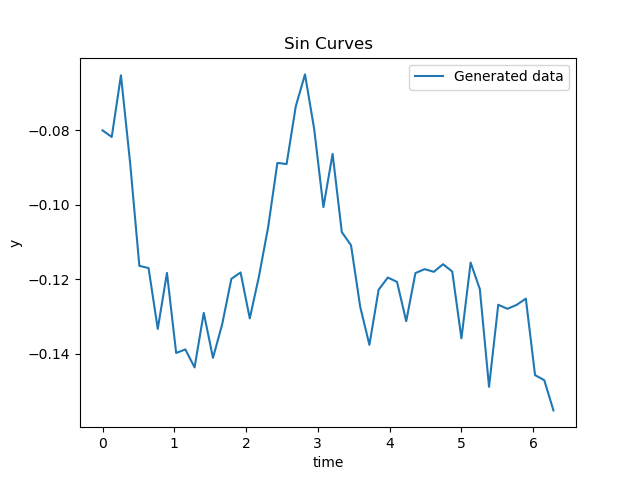 Sin Curves
Generated data
−0.08
−0.10
−0.12
−0.14
y
0 1 2 3 4 5 6
time